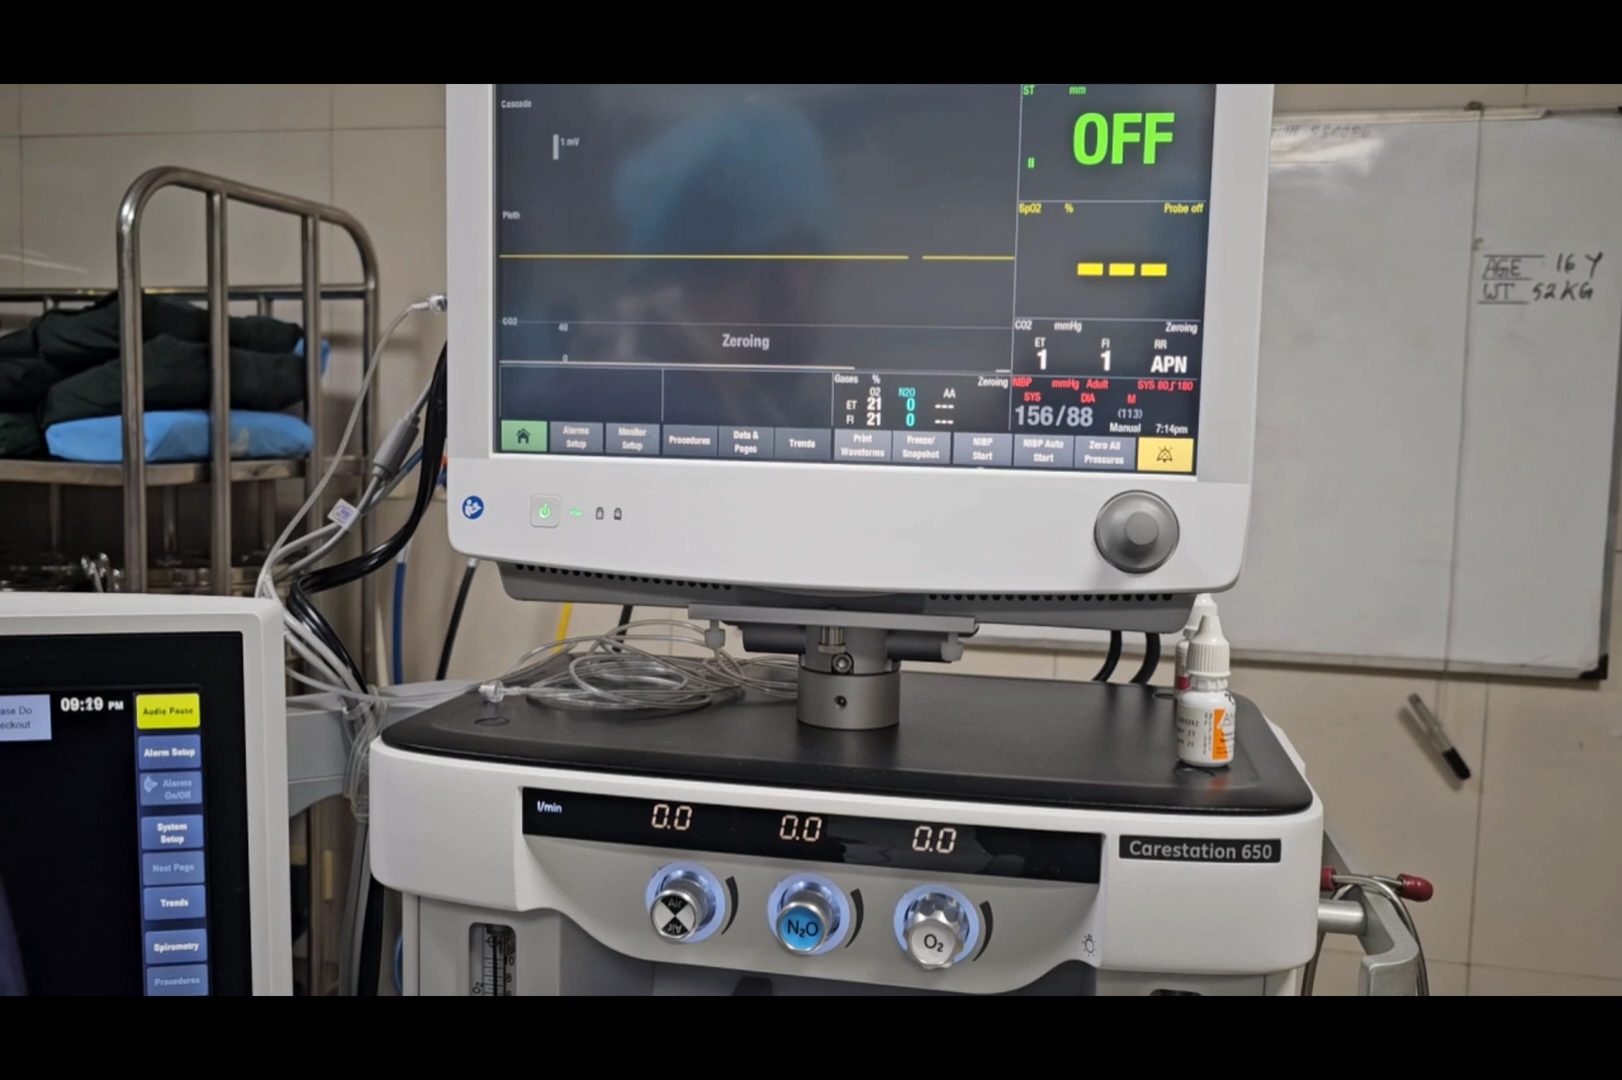 Cascade
1 mV
ST mm
II
OFF
Pleth
SpO2 % Probe off
CO2 40
0
Zeroing
CO2 mmHg Zeroing
ET FI RR
1 1 APN
Gases % Zeroing
O2 N2O AA
ET 21 0 ---
FI 21 0 ---
NIBP mmHg Adult SYS 80 180
SYS DIA M
156/88 (113)
Manual 7:14pm
Alarms Setup
Monitor Setup
Procedures
Data & Pages
Trends
Print Waveforms
Freeze/ Snapshot
NIBP Start
NIBP Auto Start
Zero All Pressures
AGE 16 Y
WT 52 KG
ase Do
eckout
09:19 PM
Audio Pause
Alarm Setup
Alarms On/Off
System Setup
Next Page
Trends
Spirometry
Procedures
l/min
0.0 0.0 0.0
Carestation 650
Air
Air
N₂O
O₂